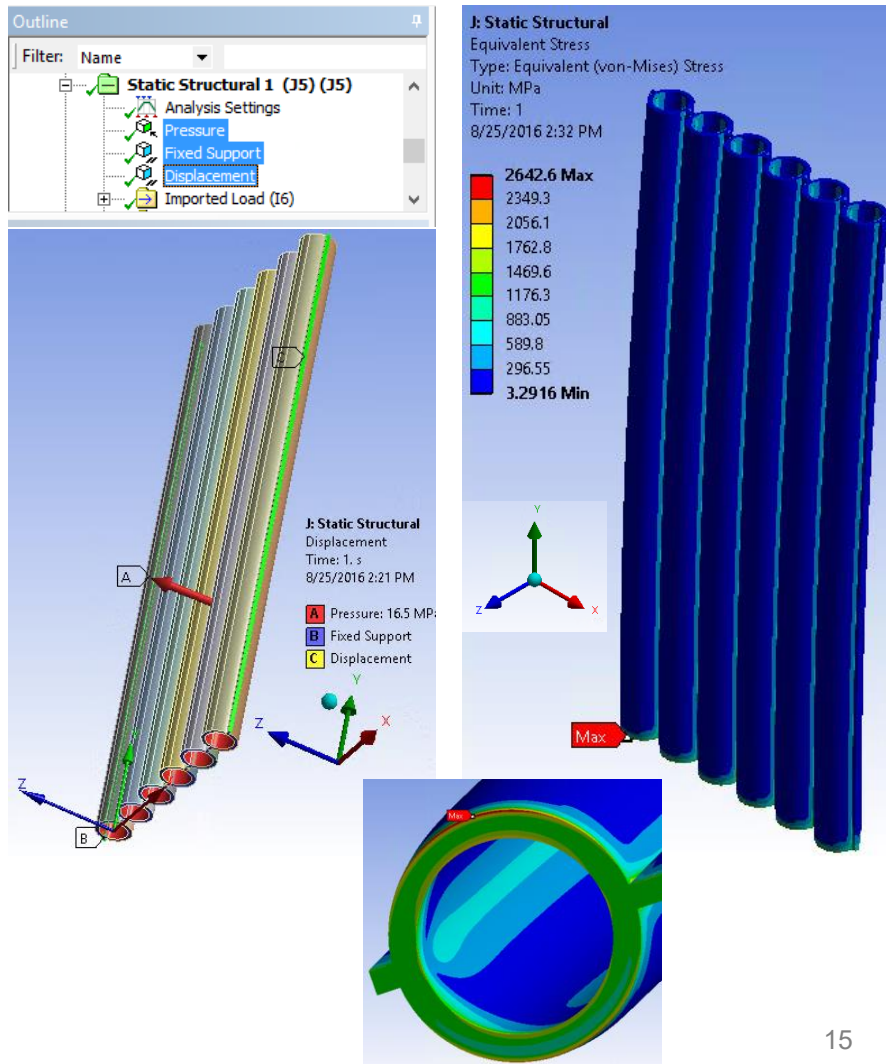 Outline
Filter: Name
Static Structural 1 (J5) (J5)
Analysis Settings
Pressure
Fixed Support
Displacement
Imported Load (I6)
C
A
J: Static Structural
Displacement
Time: 1. s
8/25/2016 2:21 PM
A Pressure: 16.5 MPa
B Fixed Support
C Displacement
Y
Z
X
Y
Z
B
J: Static Structural
Equivalent Stress
Type: Equivalent (von-Mises) Stress
Unit: MPa
Time: 1
8/25/2016 2:32 PM
2642.6 Max
2349.3
2056.1
1762.8
1469.6
1176.3
883.05
589.8
296.55
3.2916 Min
Y
Z
X
Max
Max
15